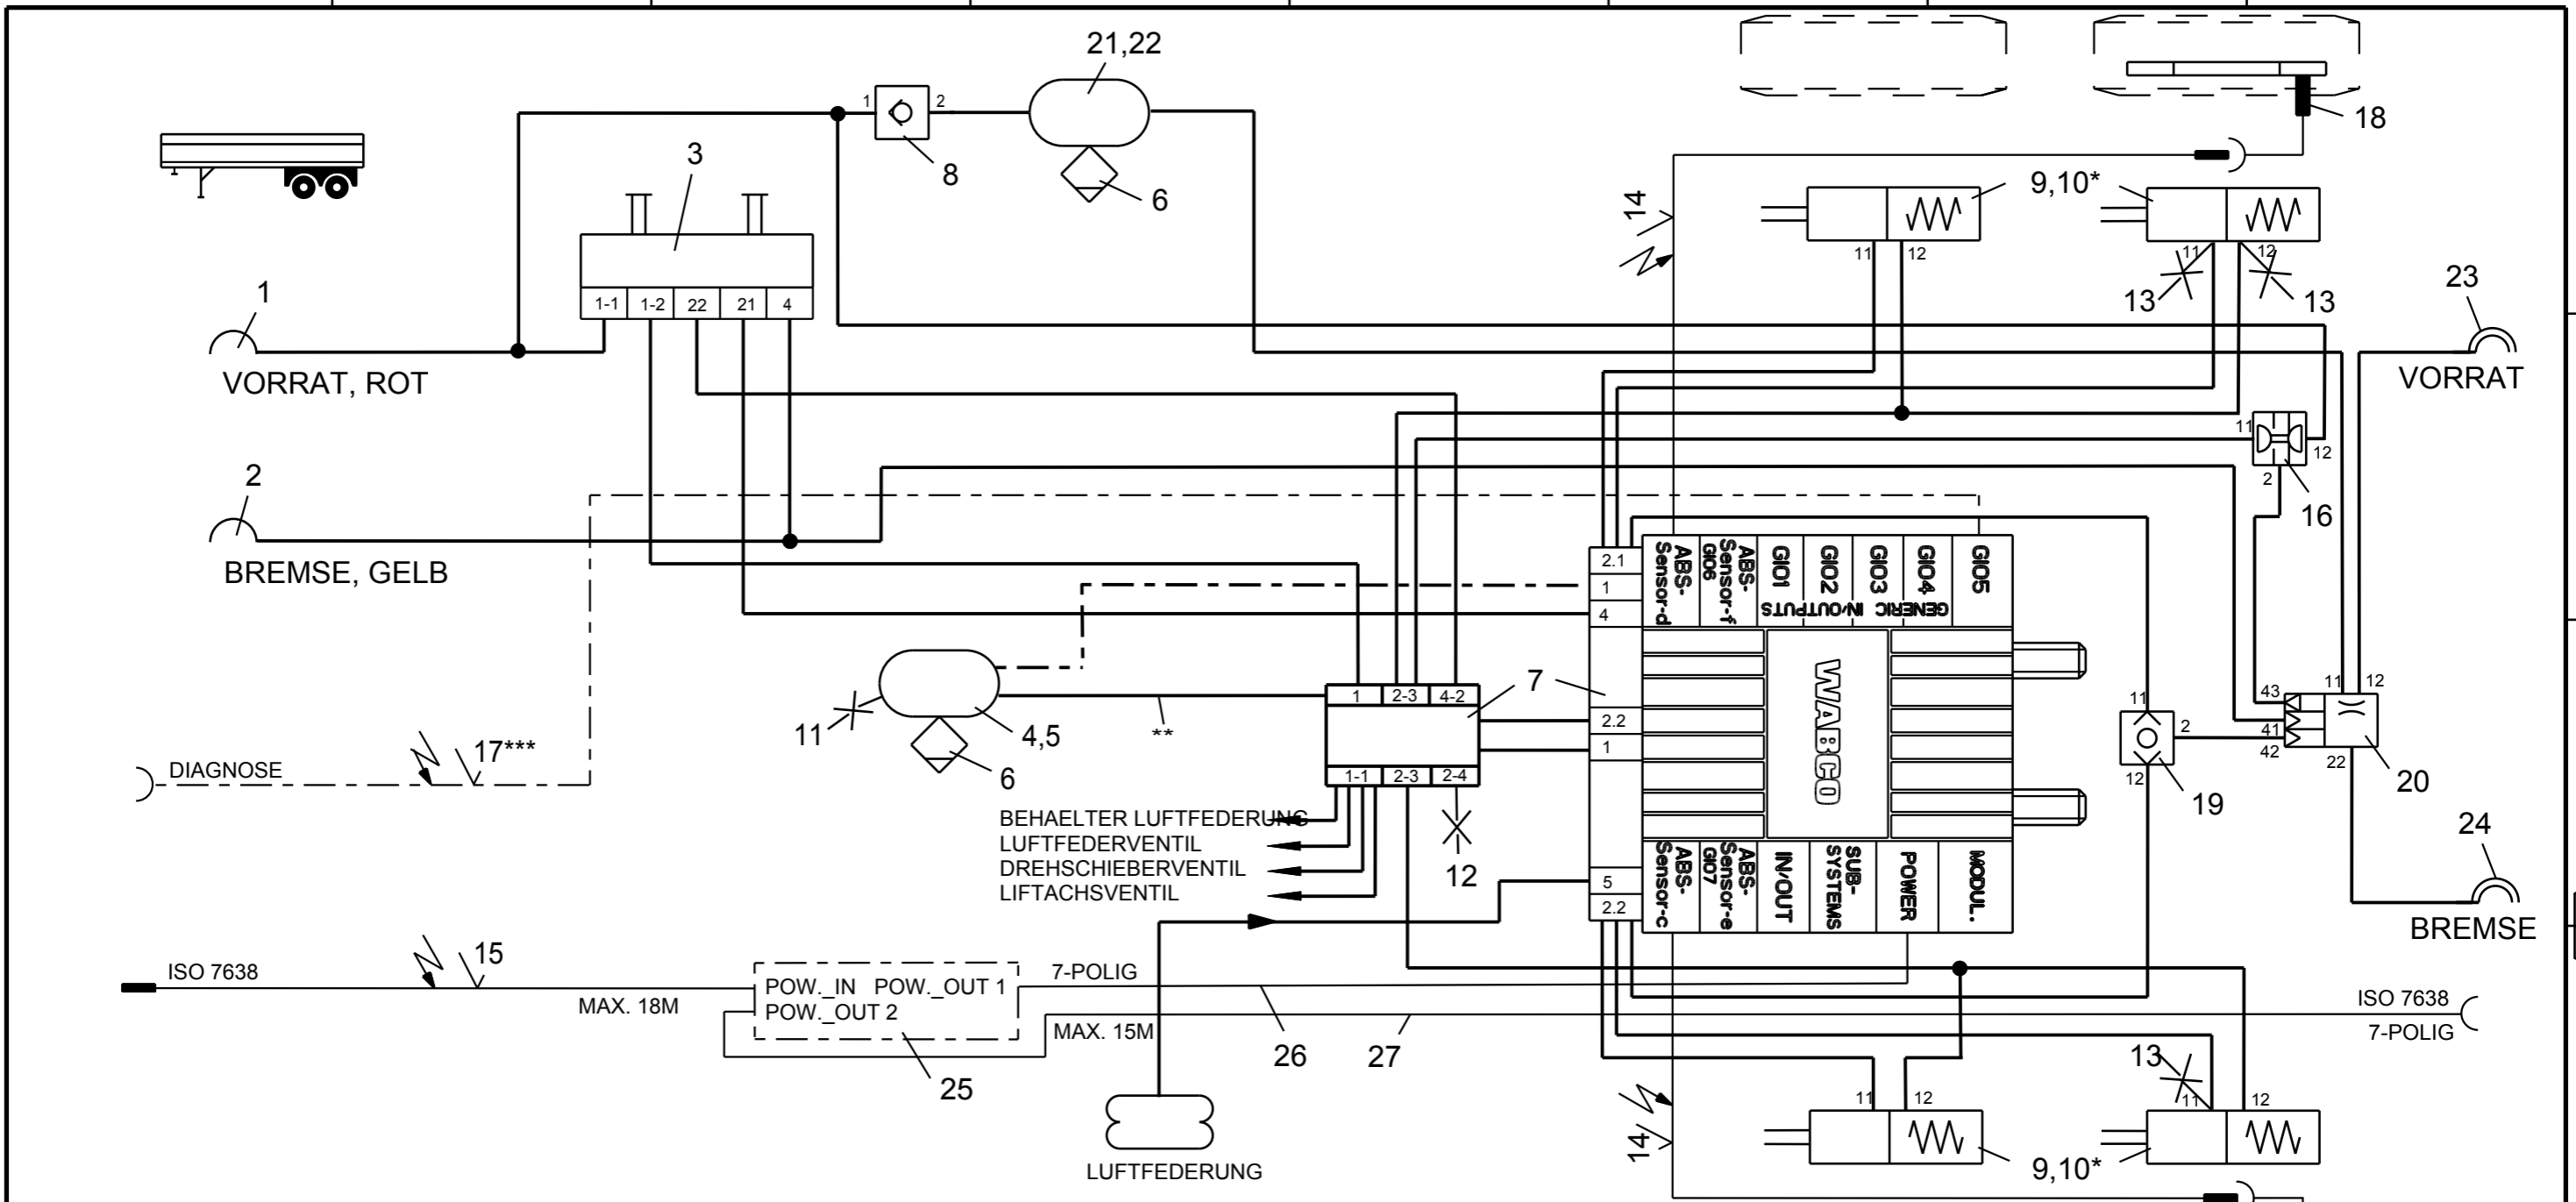 21,22
1
2
8
6
3
18
9,10*
14
11
12
11
12
13
13
23
1
1-1
1-2
22
21
4
VORRAT, ROT
VORRAT
11
12
2
16
2
BREMSE, GELB
2.1
1
4
2.2
1
5
2.2
ABS-
Sensor-d
ABS-
Sensor-f
GIO6
GIO1
GIO2
GIO3
GIO4
GIO5
GENERIC IN/OUTPUTS
WABCO
ABS-
Sensor-c
ABS-
Sensor-e
GIO7
IN/OUT
SUB-
SYSTEMS
POWER
MODUL.
7
1
2-3
4-2
1-1
2-3
2-4
11
4,5
6
**
12
17***
DIAGNOSE
BEHAELTER LUFTFEDERUNG
LUFTFEDERVENTIL
DREHSCHIEBERVENTIL
LIFTACHSVENTIL
11
2
12
19
43
41
42
11
12
22
20
24
BREMSE
ISO 7638
15
MAX. 18M
POW._IN POW._OUT 1
POW._OUT 2
25
7-POLIG
MAX. 15M
26
27
ISO 7638
7-POLIG
LUFTFEDERUNG
14
11
12
13
11
12
9,10*